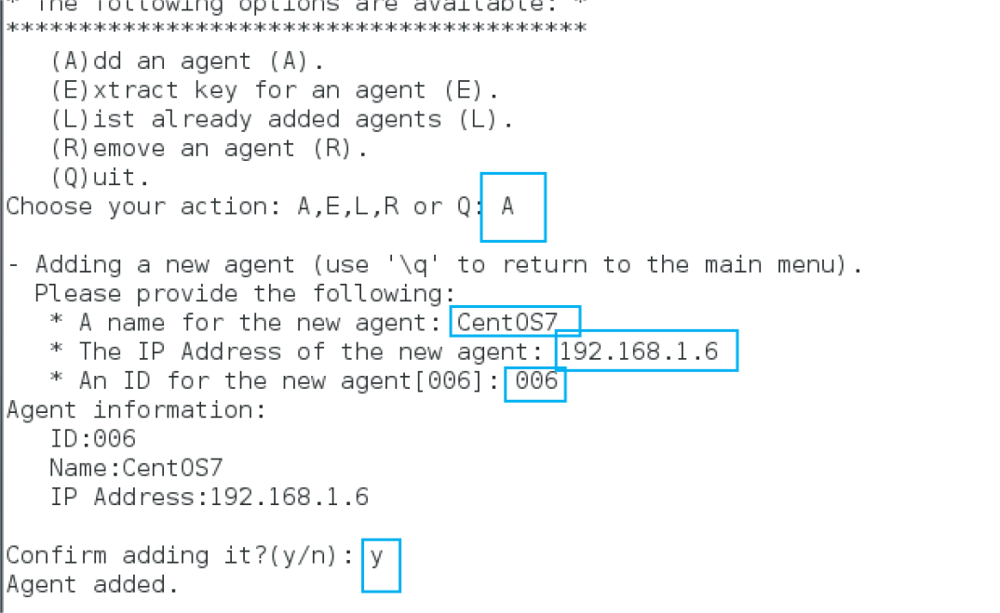 * The following options are available: *
****************************************
(A)dd an agent (A).
(E)xtract key for an agent (E).
(L)ist already added agents (L).
(R)emove an agent (R).
(Q)uit.
Choose your action: A,E,L,R or Q: A
- Adding a new agent (use '\q' to return to the main menu).
Please provide the following:
* A name for the new agent: CentOS7
* The IP Address of the new agent: 192.168.1.6
* An ID for the new agent[006]: 006
Agent information:
ID:006
Name:CentOS7
IP Address:192.168.1.6
Confirm adding it?(y/n): y
Agent added.